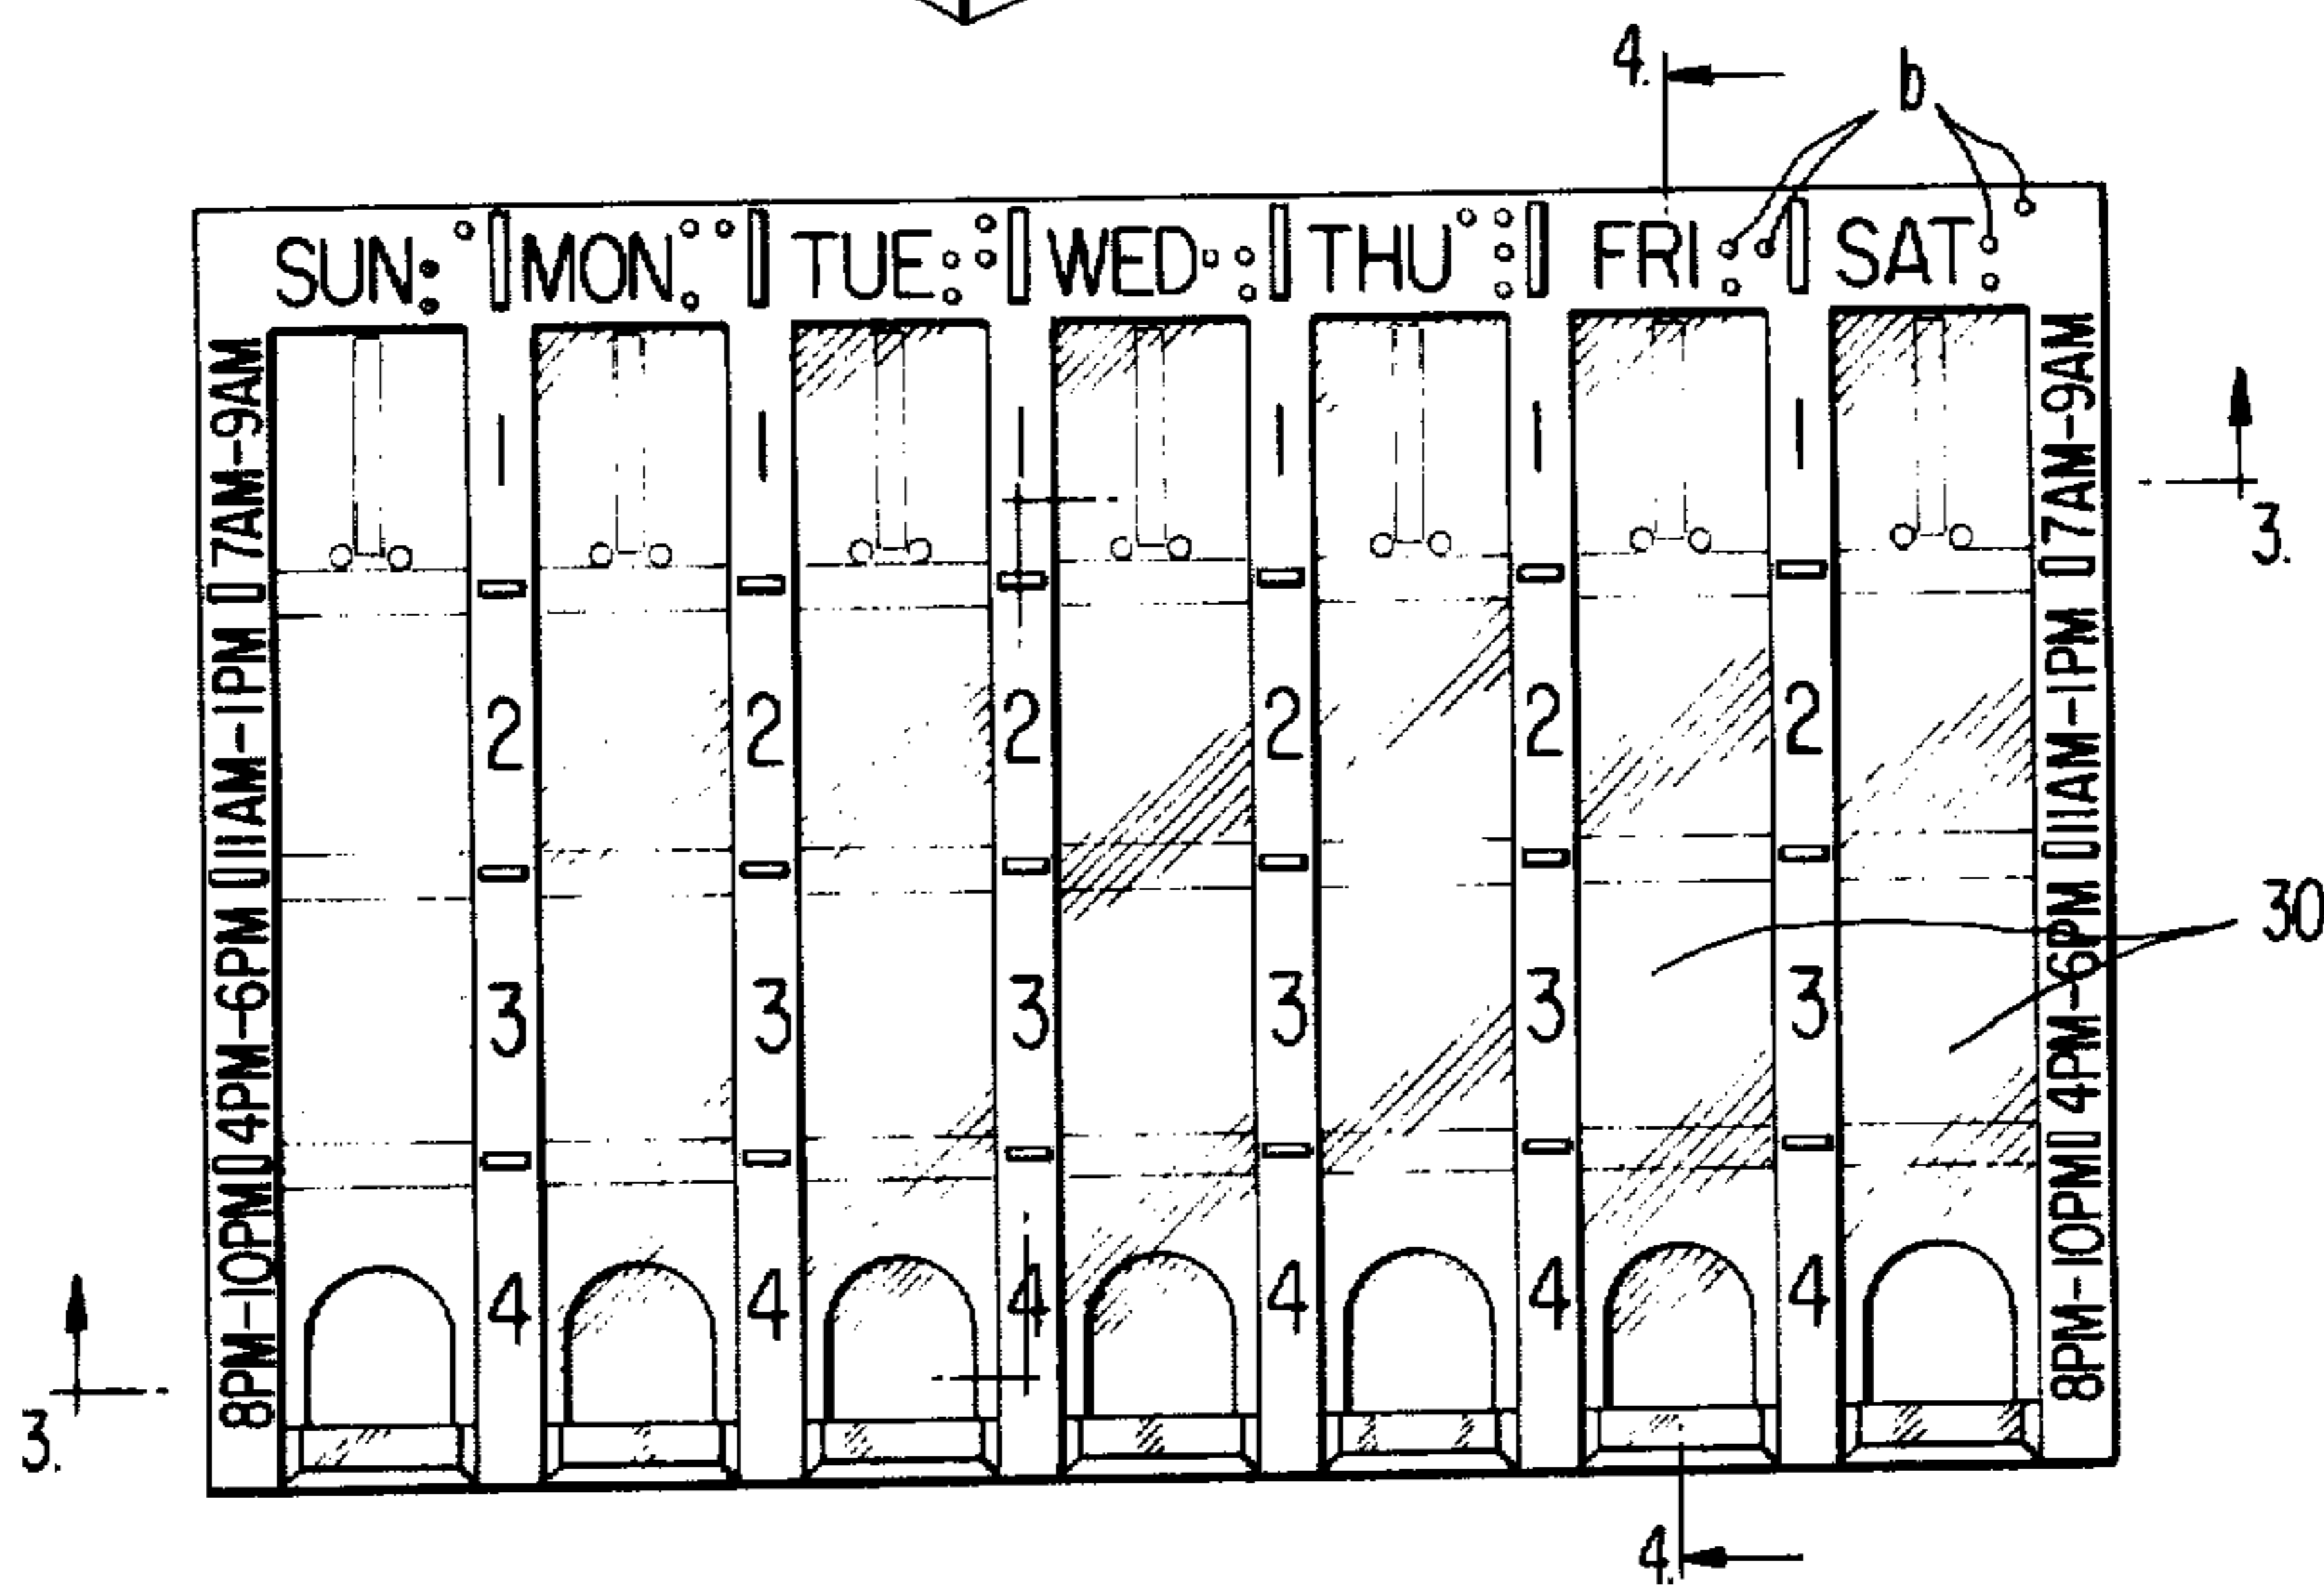 4.
b
SUN. MON. TUE. WED. THU FRI. SAT.
7AM-9AM 1 1 1 1 1 1 7AM-9AM
3.
11AM-1PM 2 2 2 2 2 2 11AM-1PM
30
4PM-6PM 3 3 3 3 3 3 4PM-6PM
8PM-10PM 4 4 4 4 4 4 8PM-10PM
3.
4.